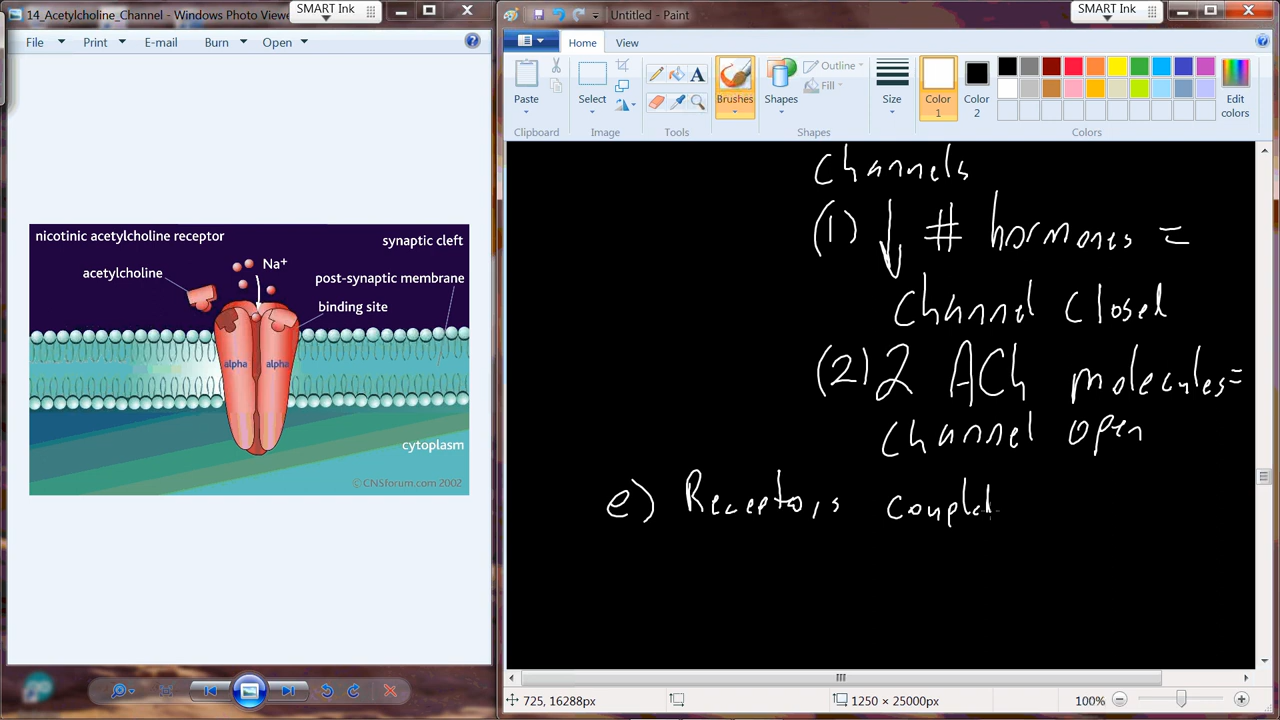 14_Acetylcholine_Channel - Windows Photo Viewe
SMART Ink
File Print E-mail Burn Open
nicotinic acetylcholine receptor
synaptic cleft
Na+
acetylcholine
post-synaptic membrane
binding site
alpha alpha
cytoplasm
© CNSforum.com 2002
Untitled - Paint
SMART Ink
Home View
Paste
Select
Brushes
Shapes
Outline
Fill
Size
Color 1
Color 2
Edit colors
Clipboard Image Tools Shapes Colors
Channels
(1) ↓ # hormones =
Channel closed
(2) 2 ACh molecules=
channel open
e) Receptors coupled
725, 16288px
1250 × 25000px
100%